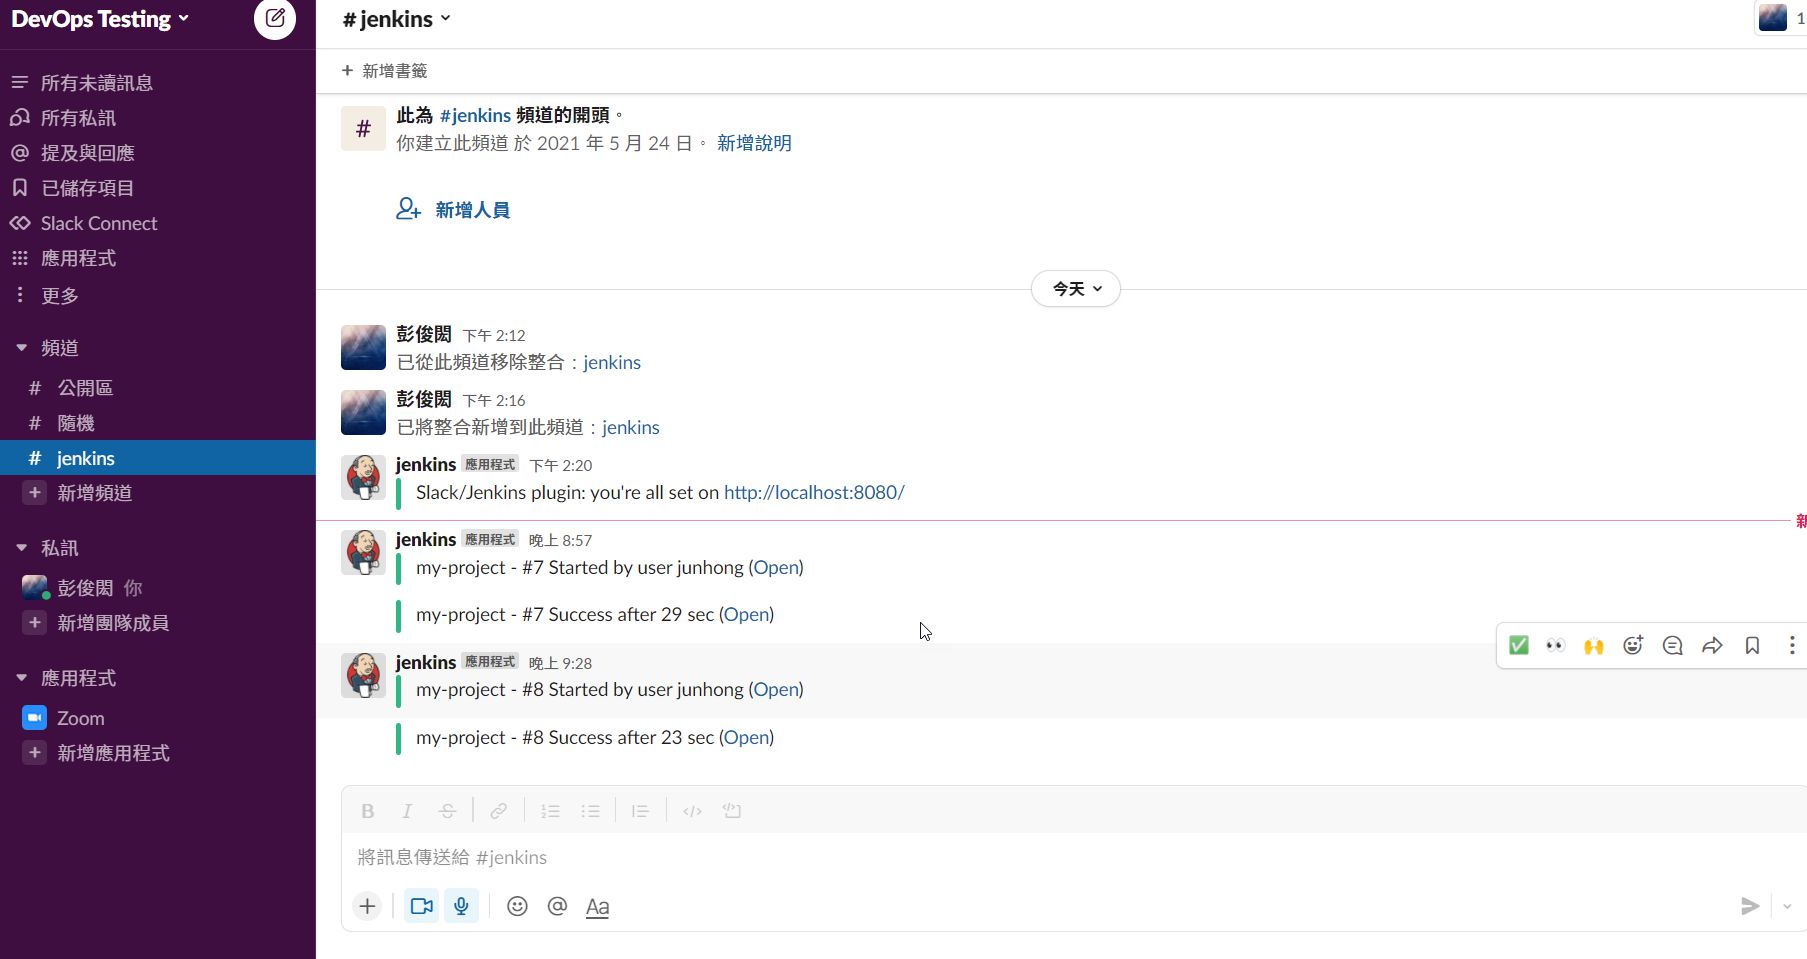 DevOps Testing
所有未讀訊息
所有私訊
提及與回應
已儲存項目
Slack Connect
應用程式
更多
頻道
# 公開區
# 隨機
# jenkins
+ 新增頻道
私訊
彭俊閎 你
+ 新增團隊成員
應用程式
Zoom
+ 新增應用程式
# jenkins
1
+ 新增書籤
#
此為 #jenkins 頻道的開頭。
你建立此頻道 於 2021 年 5 月 24 日。 新增說明
新增人員
今天
彭俊閎 下午 2:12
已從此頻道移除整合：jenkins
彭俊閎 下午 2:16
已將整合新增到此頻道：jenkins
jenkins 應用程式 下午 2:20
Slack/Jenkins plugin: you're all set on http://localhost:8080/
新
jenkins 應用程式 晚上 8:57
my-project - #7 Started by user junhong (Open)
my-project - #7 Success after 29 sec (Open)
jenkins 應用程式 晚上 9:28
my-project - #8 Started by user junhong (Open)
my-project - #8 Success after 23 sec (Open)
B I S
將訊息傳送給 #jenkins
+ @ Aa